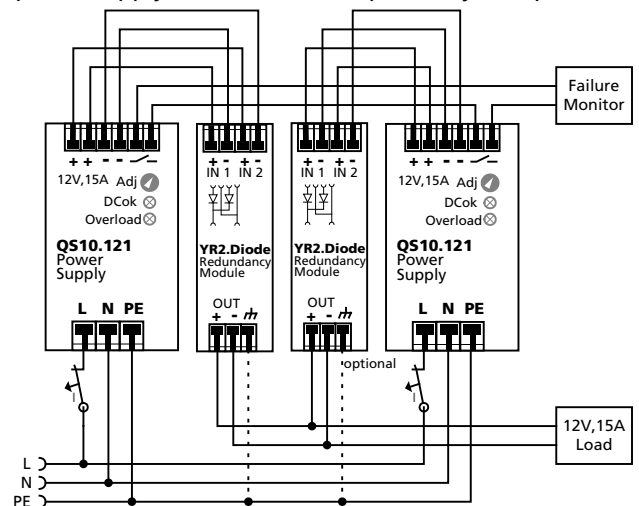 Failure
Monitor
+ + - -
12V,15A Adj
DCok
Overload
QS10.121
Power
Supply
L N PE
+ - + -
IN 1 IN 2
YR2.Diode
Redundancy
Module
OUT
+ -
+ - + -
IN 1 IN 2
YR2.Diode
Redundancy
Module
OUT
+ -
optional
+ + - -
12V,15A Adj
DCok
Overload
QS10.121
Power
Supply
L N PE
I
I
12V,15A
Load
L
N
PE